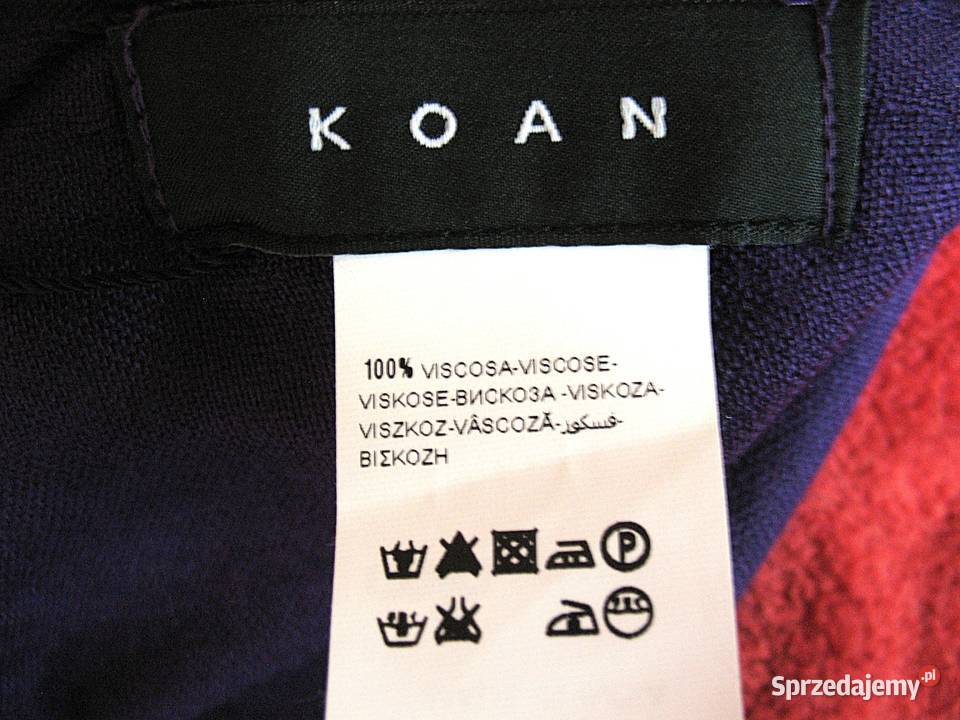 KOAN
100% VISCOSA-VISCOSE-
VISKOSE-ВИСКОЗА -VISKOZA-
VISZKOZ-VÂSCOZĂ-فسكوز-
ΒΙΣΚΟΖΗ
P
Sprzedajemy.pl